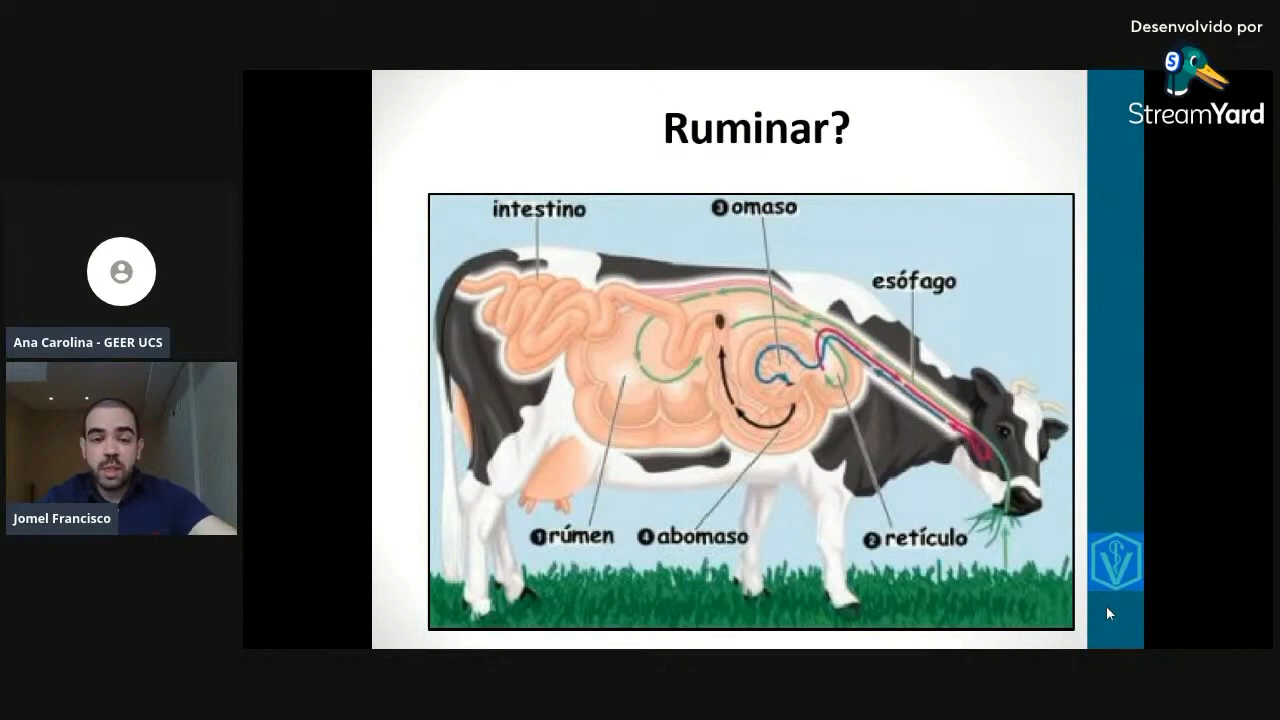 Desenvolvido por
StreamYard
Ruminar?
intestino
3 omaso
esófago
1 rúmen
4 abomaso
2 retículo
Ana Carolina - GEER UCS
Jomel Francisco